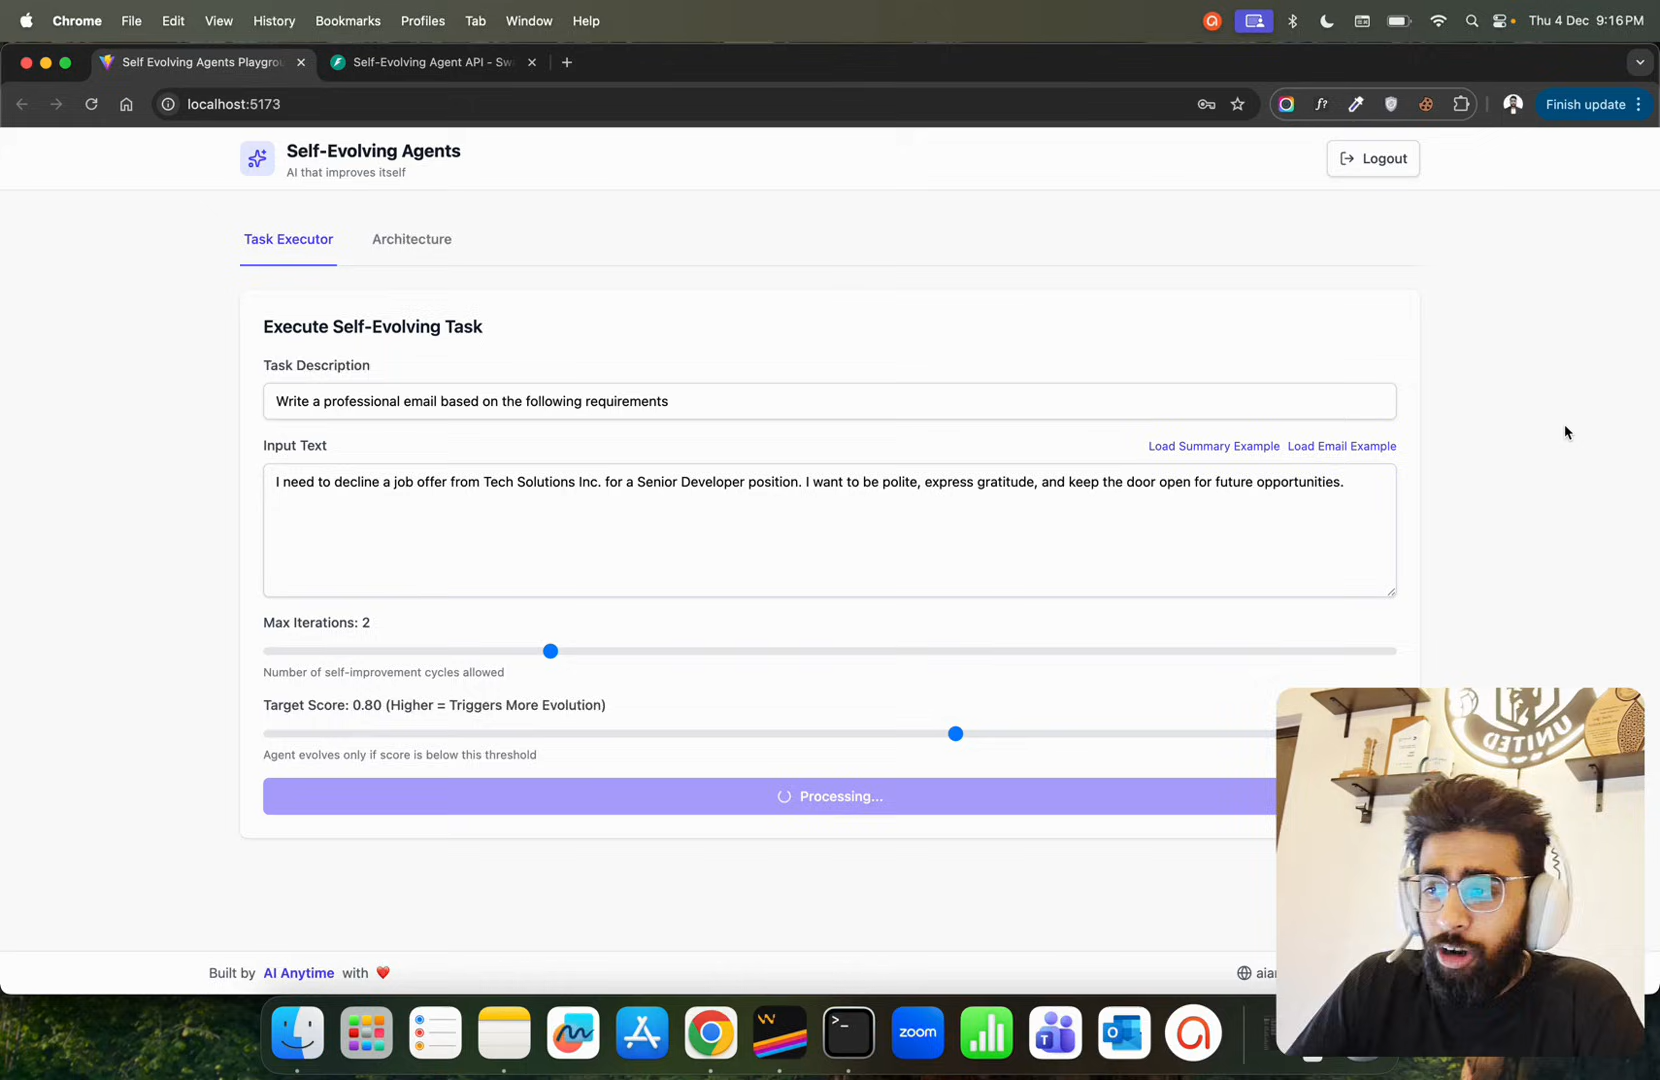 Chrome File Edit View History Bookmarks Profiles Tab Window Help Thu 4 Dec 9:16 PM
Self Evolving Agents Playgrou Self-Evolving Agent API - Sw
localhost:5173 f? Finish update
Self-Evolving Agents
AI that improves itself
Logout
Task Executor Architecture
Execute Self-Evolving Task
Task Description
Write a professional email based on the following requirements
Input Text Load Summary Example Load Email Example
I need to decline a job offer from Tech Solutions Inc. for a Senior Developer position. I want to be polite, express gratitude, and keep the door open for future opportunities.
Max Iterations: 2
Number of self-improvement cycles allowed
Target Score: 0.80 (Higher = Triggers More Evolution)
Agent evolves only if score is below this threshold
Processing...
UNITED
Built by AI Anytime with ❤️ aian
zoom